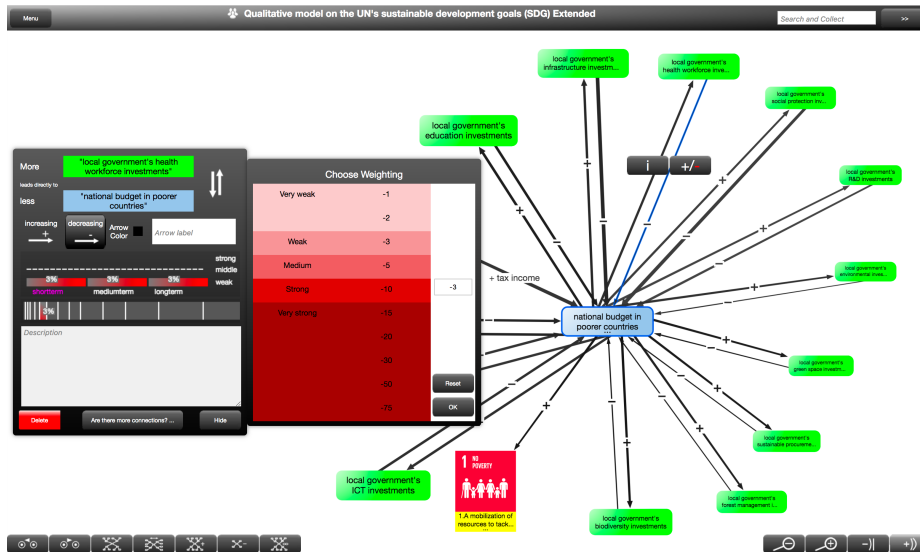 Menu
Qualitative model on the UN's sustainable development goals (SDG) Extended
Search and Collect
>>
local government's
infrastructure investm...
local government's
health workforce inves...
local government's
social protection inv...
local government's
education investments
local government's
R&D investments
local government's
environmental inves...
local government's
green space investm...
local government's
sustainable procureme...
local government's
forest management i...
local government's
biodiversity investments
local government's
ICT investments
national budget in
poorer countries
...
+ tax income
i
+/-
1 NO
POVERTY
1.A mobilization of
resources to tack...
...
More
"local government's health
workforce investments"
leads directly to
less
"national budget in poorer
countries"
increasing
+
decreasing
-
Arrow
Color
Arrow label
strong
middle
weak
3%
3%
3%
shortterm
mediumterm
longterm
3%
Description
Delete
Are there more connections? ...
Hide
Choose Weighting
Very weak -1
-2
Weak -3
Medium -5
Strong -10
Very strong -15
-20
-30
-50
-75
-3
Reset
OK